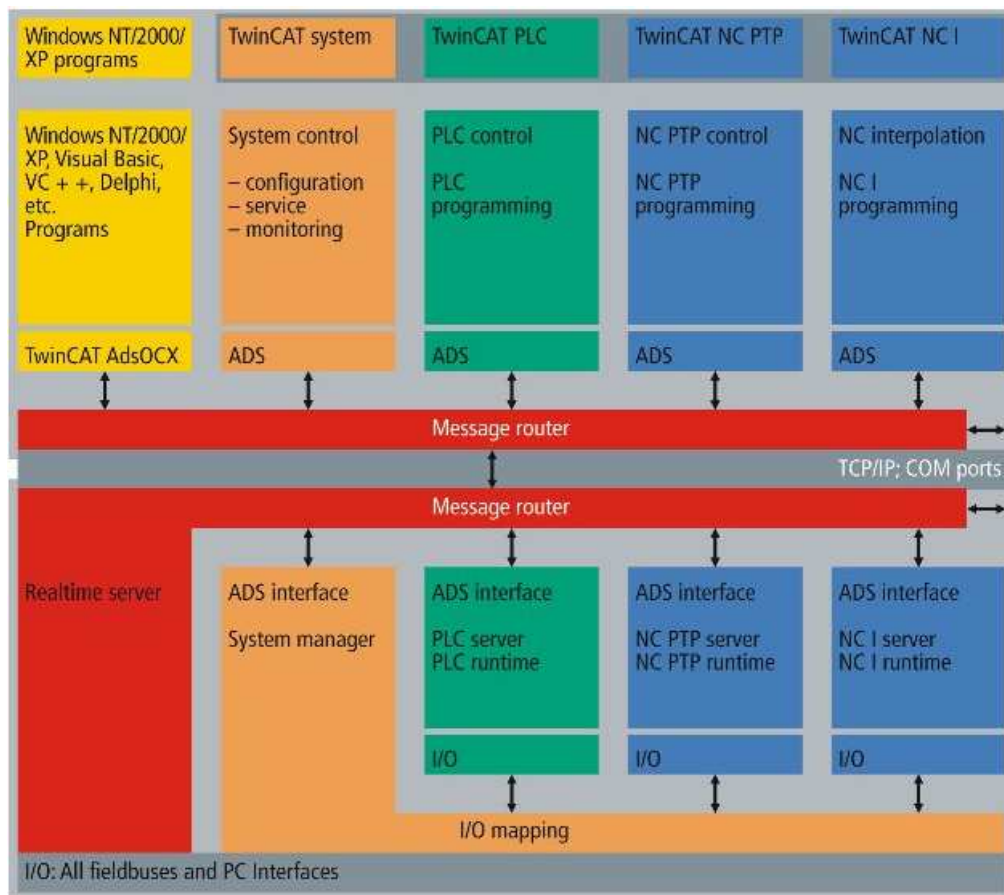 Windows NT/2000/
XP programs
TwinCAT system
TwinCAT PLC
TwinCAT NC PTP
TwinCAT NC I
Windows NT/2000/
XP, Visual Basic,
VC + +, Delphi,
etc.
Programs
System control
– configuration
– service
– monitoring
PLC control
PLC
programming
NC PTP control
NC PTP
programming
NC interpolation
NC I
programming
TwinCAT AdsOCX
ADS
ADS
ADS
ADS
Message router
TCP/IP; COM ports
Message router
Realtime server
ADS interface
System manager
ADS interface
PLC server
PLC runtime
ADS interface
NC PTP server
NC PTP runtime
ADS interface
NC I server
NC I runtime
I/O
I/O
I/O
I/O mapping
I/O: All fieldbuses and PC Interfaces